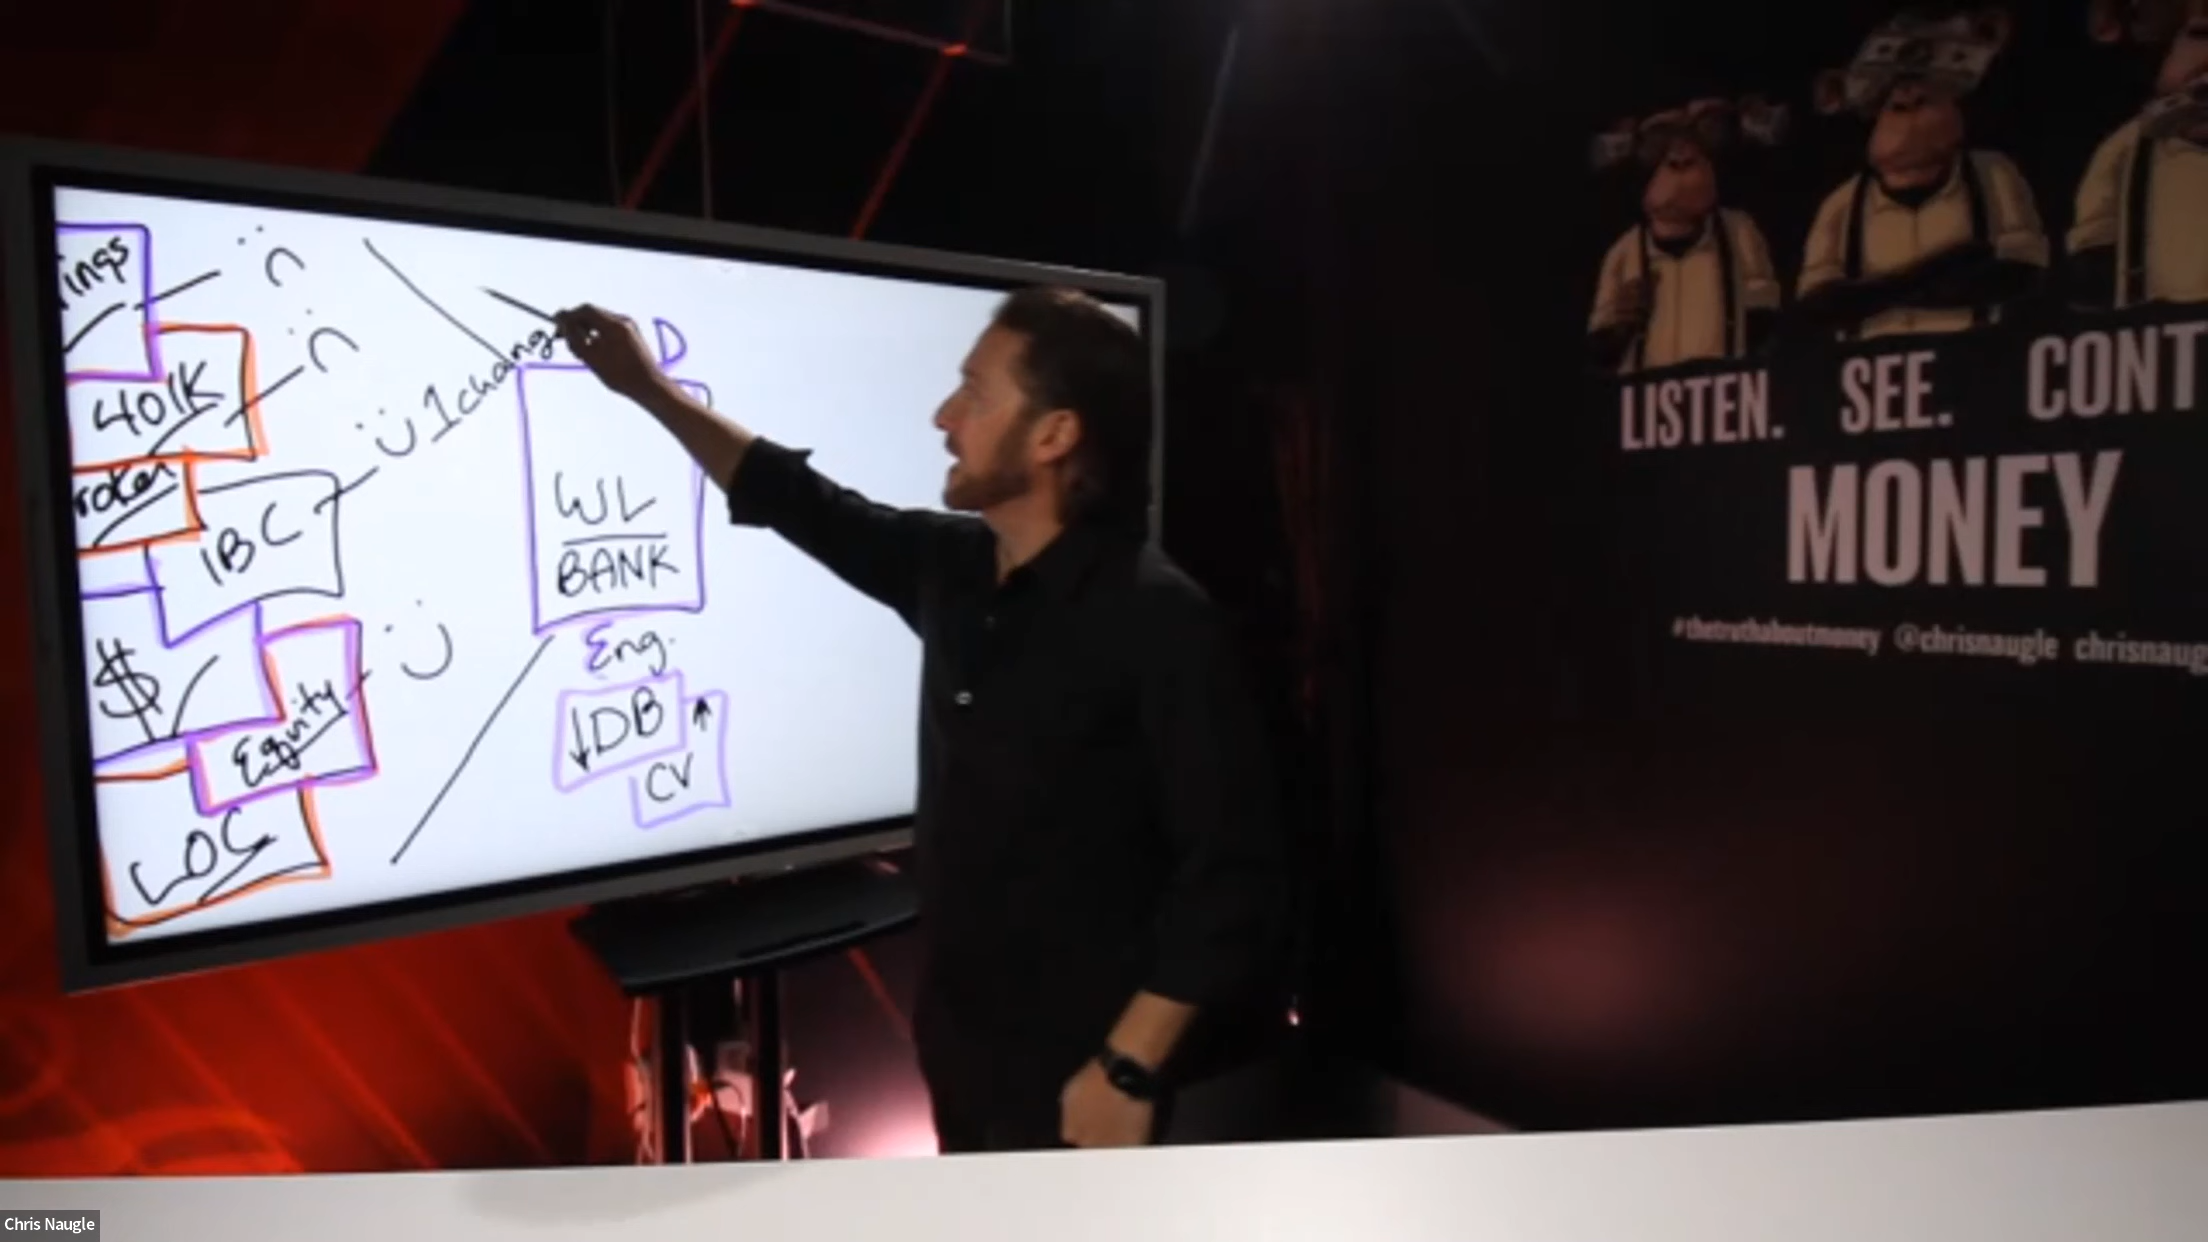 ings
401K
roker
IBC
1 change
$
Equity
LOC
D
WL
BANK
Eng.
↓DB
↑
CV
LISTEN. SEE. CONT
MONEY
#thetruthaboutmoney @chrisnaugle chrisnaug
Chris Naugle